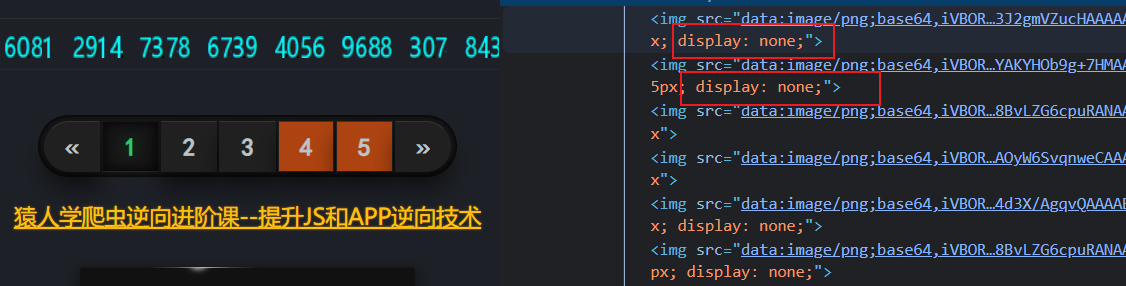 6081 2914 7378 6739 4056 9688 307 843
« 1 2 3 4 5 »
猿人学爬虫逆向进阶课--提升JS和APP逆向技术
<img src="data:image/png;base64,iVBOR…3J2gmVZucHAAAAA
x; display: none;">
<img src="data:image/png;base64,iVBOR…YAKYHOb9g+7HMAA
5px; display: none;">
<img src="data:image/png;base64,iVBOR…8BvLZG6cpuRANAA
x">
<img src="data:image/png;base64,iVBOR…AOyW6SvqnweCAAA
x">
<img src="data:image/png;base64,iVBOR…4d3X/AgqvQAAAAE
x; display: none;">
<img src="data:image/png;base64,iVBOR…8BvLZG6cpuRANAA
px; display: none;">